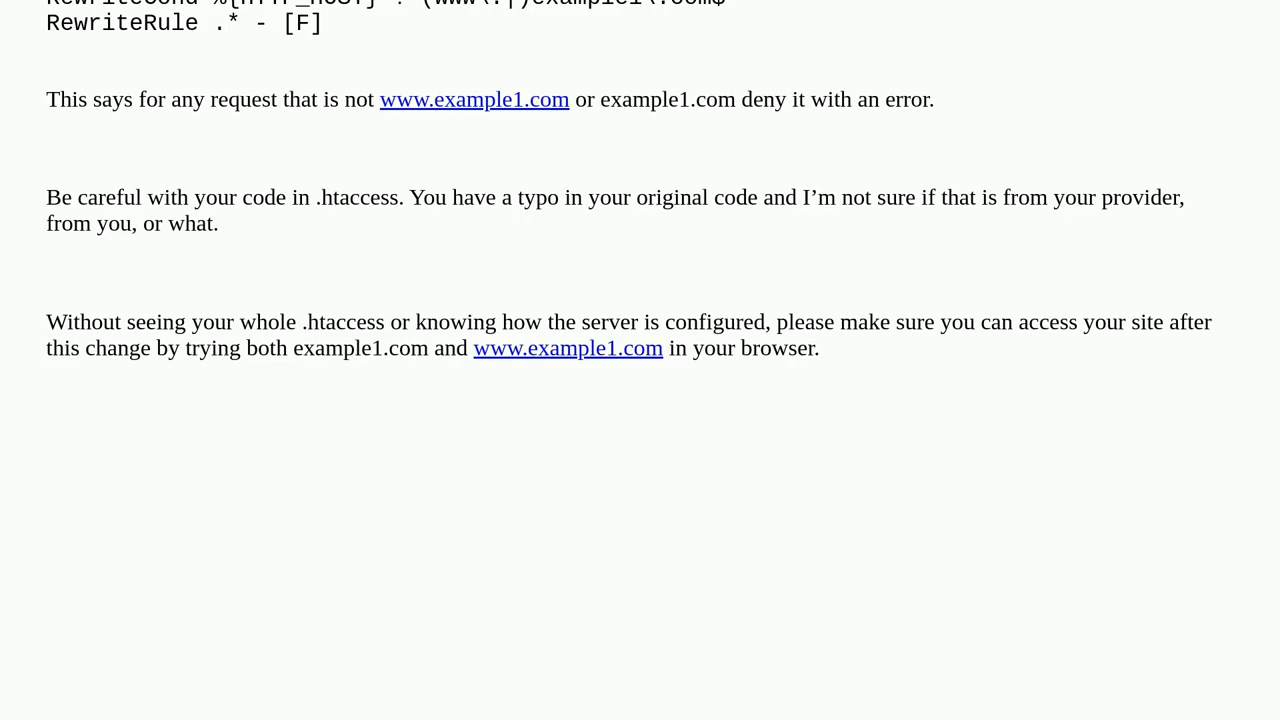 RewriteRule .* - [F]
This says for any request that is not www.example1.com or example1.com deny it with an error.
Be careful with your code in .htaccess. You have a typo in your original code and I’m not sure if that is from your provider,
from you, or what.
Without seeing your whole .htaccess or knowing how the server is configured, please make sure you can access your site after
this change by trying both example1.com and www.example1.com in your browser.